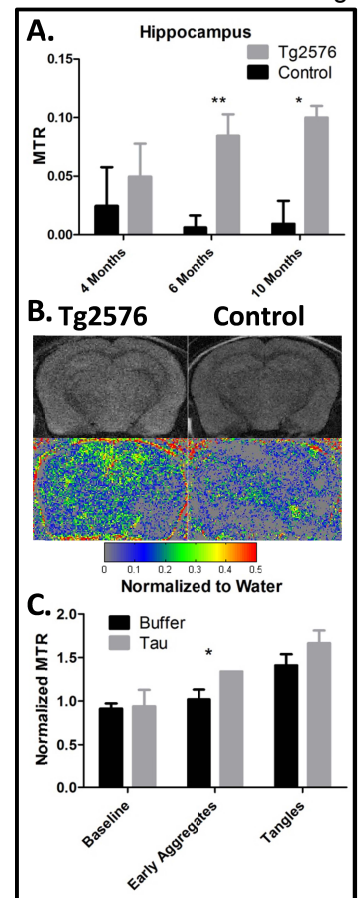 A.
Hippocampus
Tg2576
Control
0.15
0.10
0.05
0.00
MTR
**
*
4 Months
6 Months
10 Months
B.
Tg2576 Control
0 0.1 0.2 0.3 0.4 0.5
Normalized to Water
C.
Buffer
Tau
2.0
1.5
1.0
0.5
0.0
Normalized MTR
*
Baseline
Early Aggregates
Tangles